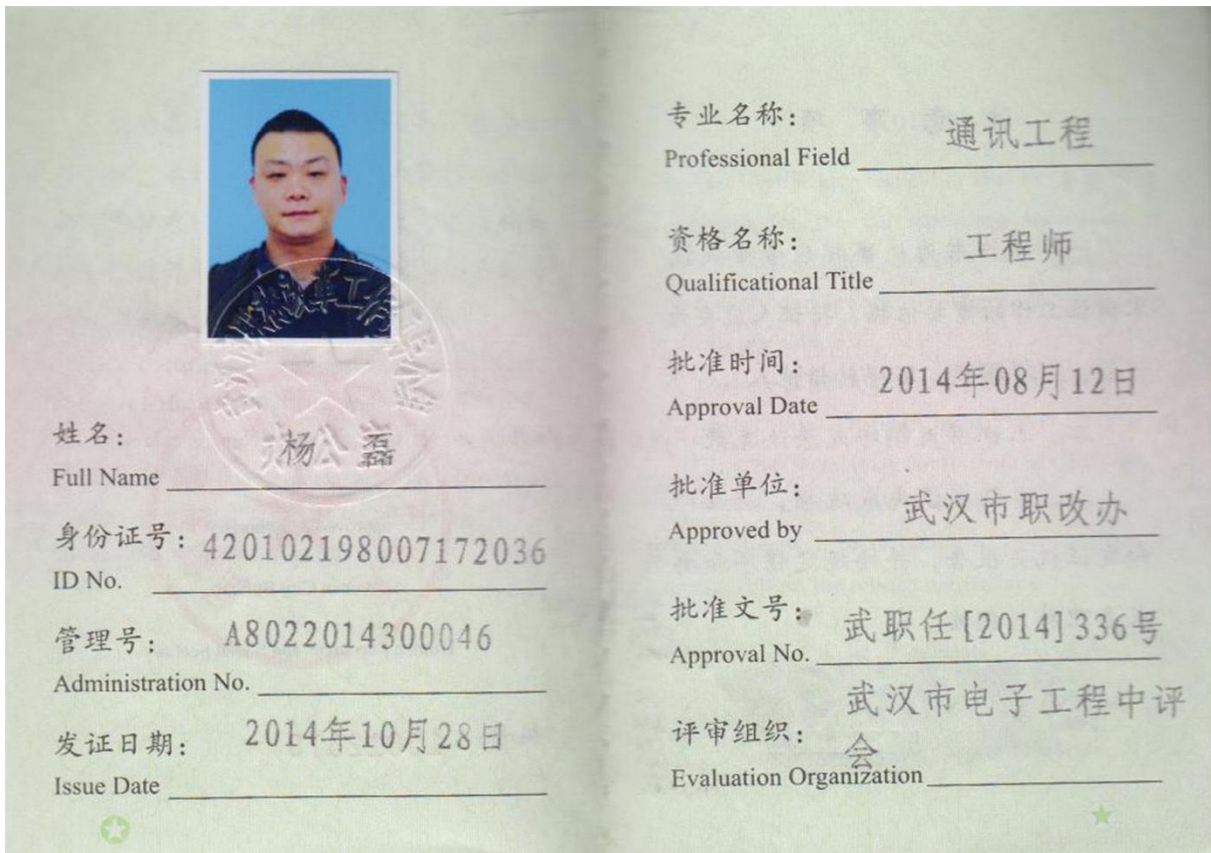 姓名: 杨磊
Full Name
身份证号: 420102198007172036
ID No.
管理号: A8022014300046
Administration No.
发证日期: 2014年10月28日
Issue Date
专业名称: 通讯工程
Professional Field
资格名称: 工程师
Qualificational Title
批准时间: 2014年08月12日
Approval Date
批准单位: 武汉市职改办
Approved by
批准文号: 武职任[2014]336号
Approval No.
武汉市电子工程中评
评审组织: 会
Evaluation Organization